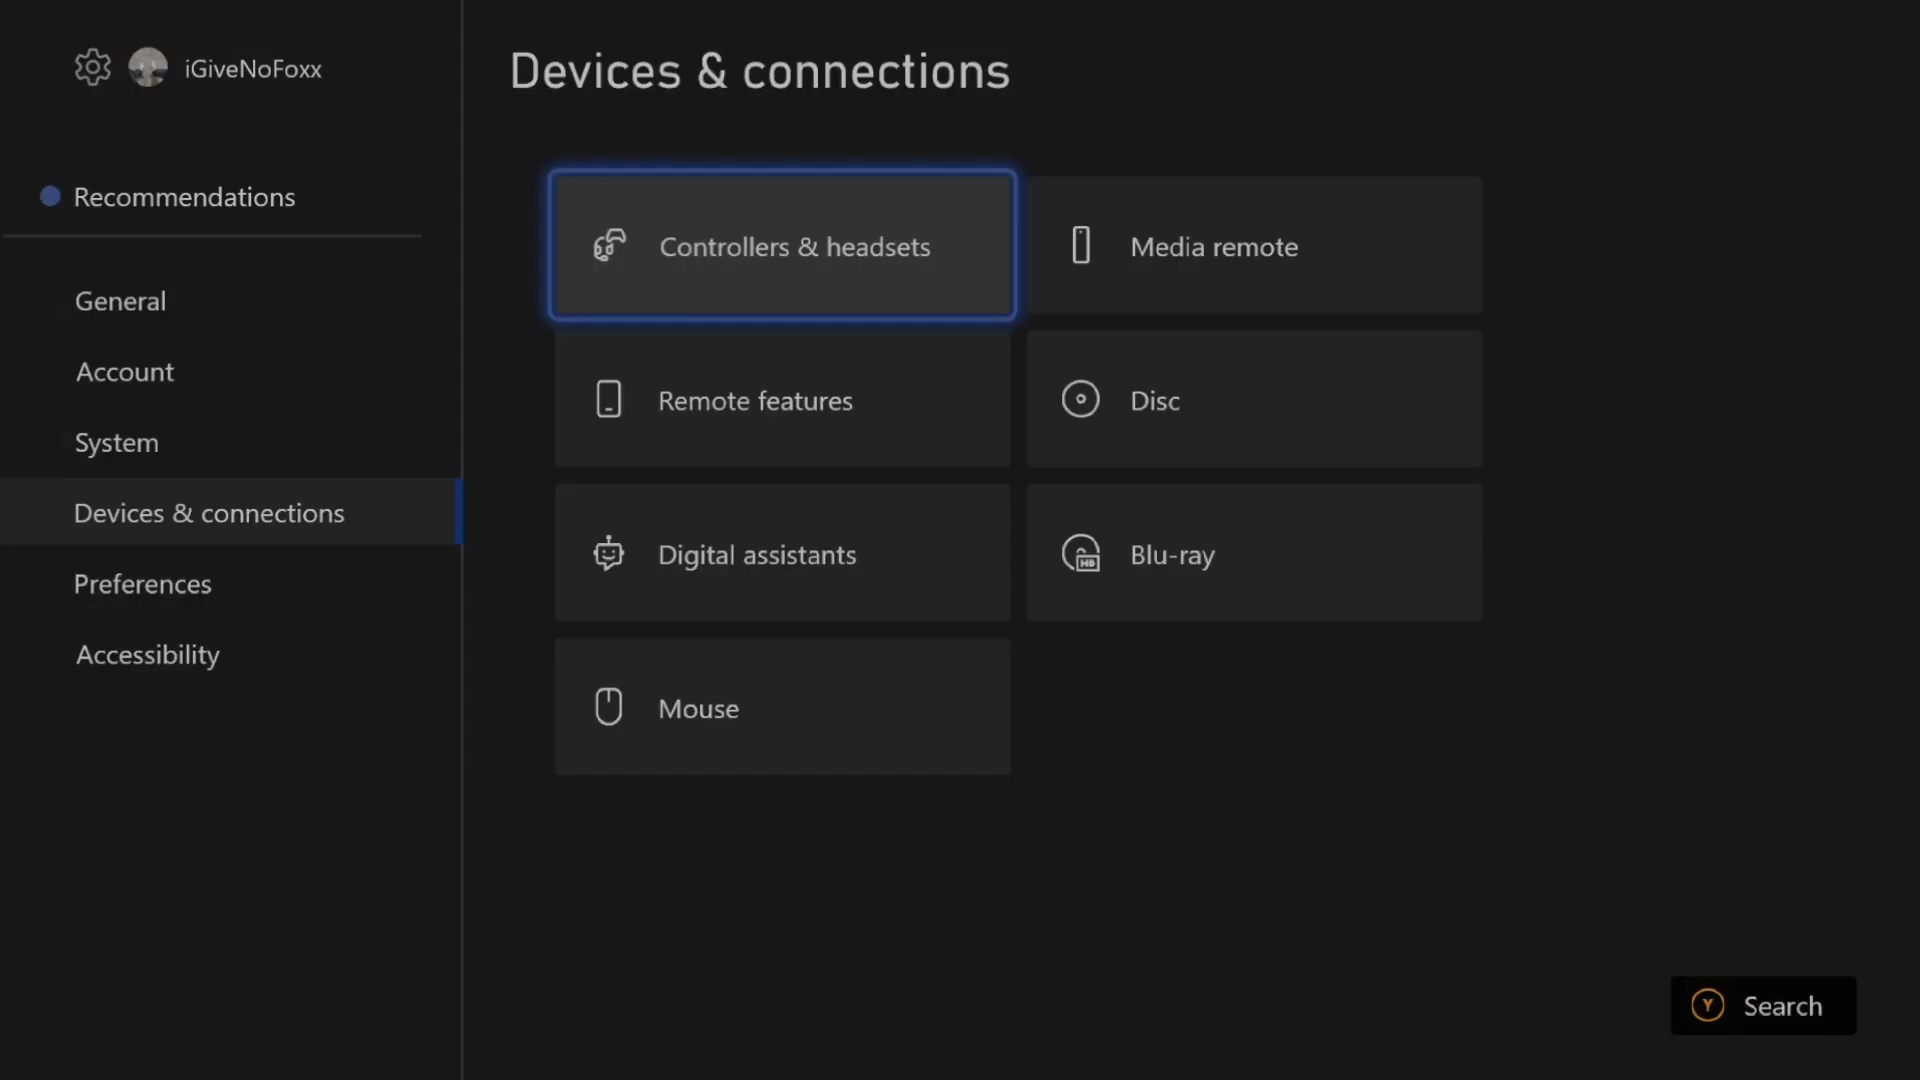 iGiveNoFoxx
Recommendations
General
Account
System
Devices & connections
Preferences
Accessibility
Devices & connections
Controllers & headsets
Media remote
Remote features
Disc
Digital assistants
HD
Blu-ray
Mouse
Y Search